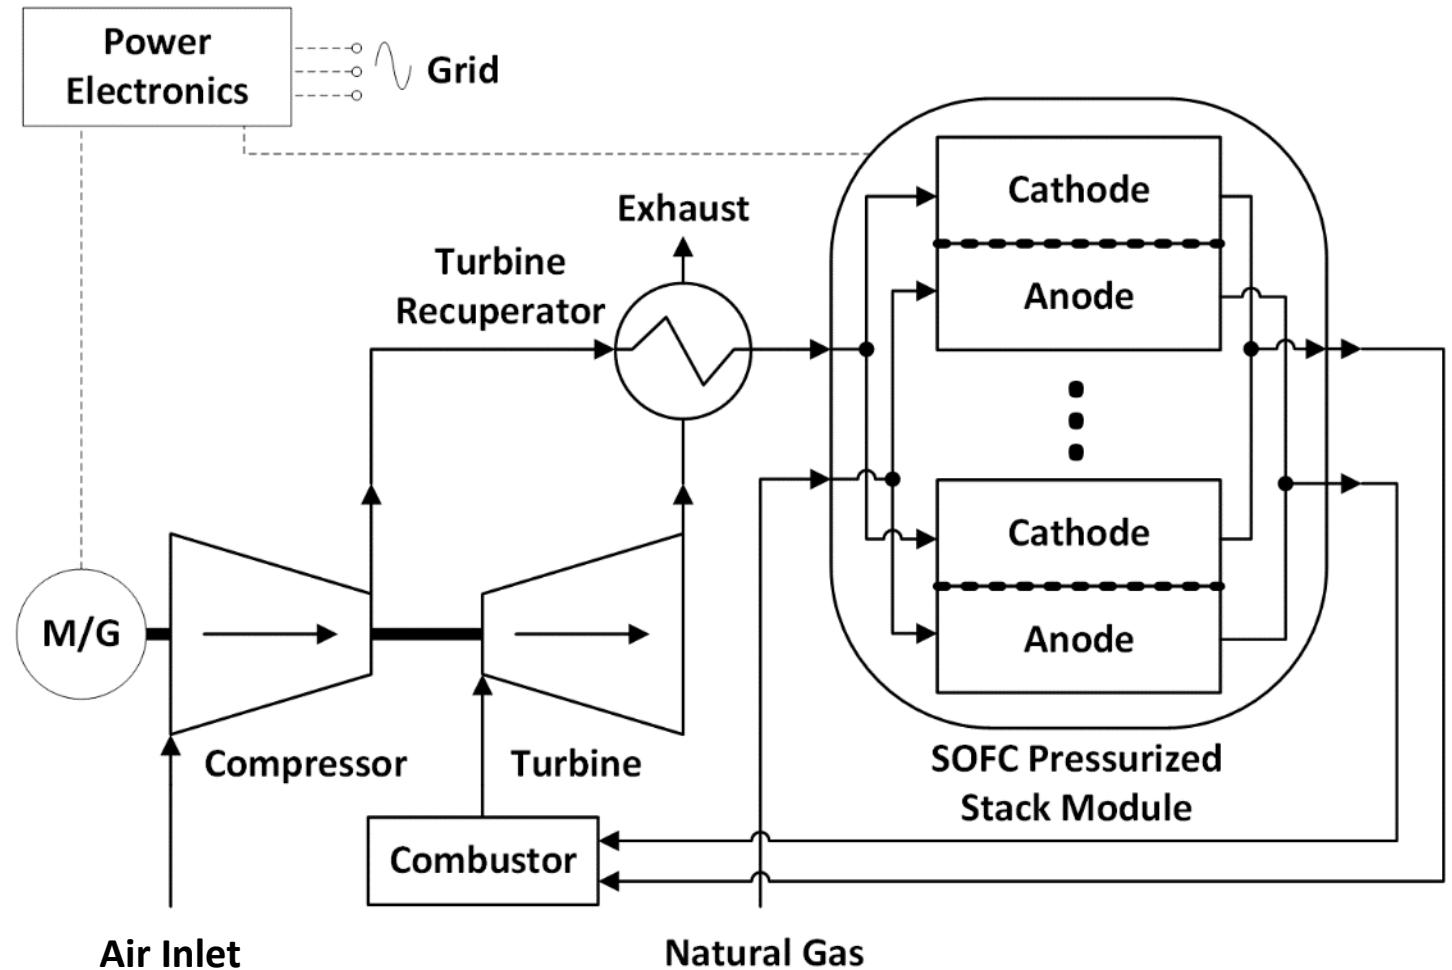 Power
Electronics
Grid
Exhaust
Turbine
Recuperator
Cathode
Anode
Cathode
Anode
M/G
Compressor
Turbine
SOFC Pressurized
Stack Module
Combustor
Air Inlet
Natural Gas